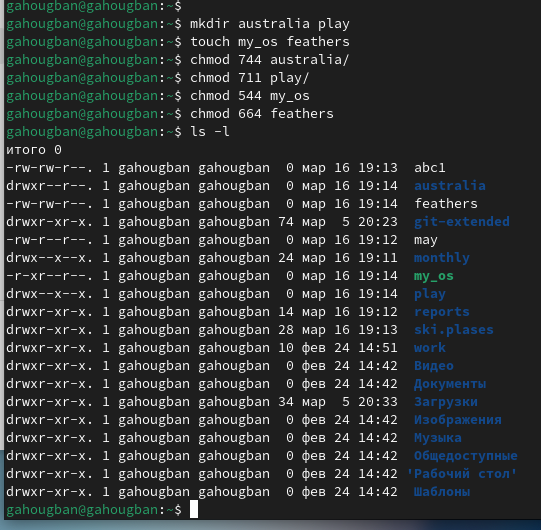 gahougban@gahougban:~$
gahougban@gahougban:~$ mkdir australia play
gahougban@gahougban:~$ touch my_os feathers
gahougban@gahougban:~$ chmod 744 australia/
gahougban@gahougban:~$ chmod 711 play/
gahougban@gahougban:~$ chmod 544 my_os
gahougban@gahougban:~$ chmod 664 feathers
gahougban@gahougban:~$ ls -l
итого 0
-rw-rw-r--. 1 gahougban gahougban  0 мар 16 19:13  abc1
drwxr--r--. 1 gahougban gahougban  0 мар 16 19:14  australia
-rw-rw-r--. 1 gahougban gahougban  0 мар 16 19:14  feathers
drwxr-xr-x. 1 gahougban gahougban 74 мар  5 20:23  git-extended
-rw-r--r--. 1 gahougban gahougban  0 мар 16 19:12  may
drwx--x--x. 1 gahougban gahougban 24 мар 16 19:11  monthly
-r-xr--r--. 1 gahougban gahougban  0 мар 16 19:14  my_os
drwx--x--x. 1 gahougban gahougban  0 мар 16 19:14  play
drwxr-xr-x. 1 gahougban gahougban 14 мар 16 19:12  reports
drwxr-xr-x. 1 gahougban gahougban 28 мар 16 19:13  ski.plases
drwxr-xr-x. 1 gahougban gahougban 10 фев 24 14:51  work
drwxr-xr-x. 1 gahougban gahougban  0 фев 24 14:42  Видео
drwxr-xr-x. 1 gahougban gahougban  0 фев 24 14:42  Документы
drwxr-xr-x. 1 gahougban gahougban 34 мар  5 20:33  Загрузки
drwxr-xr-x. 1 gahougban gahougban  0 фев 24 14:42  Изображения
drwxr-xr-x. 1 gahougban gahougban  0 фев 24 14:42  Музыка
drwxr-xr-x. 1 gahougban gahougban  0 фев 24 14:42  Общедоступные
drwxr-xr-x. 1 gahougban gahougban  0 фев 24 14:42 'Рабочий стол'
drwxr-xr-x. 1 gahougban gahougban  0 фев 24 14:42  Шаблоны
gahougban@gahougban:~$